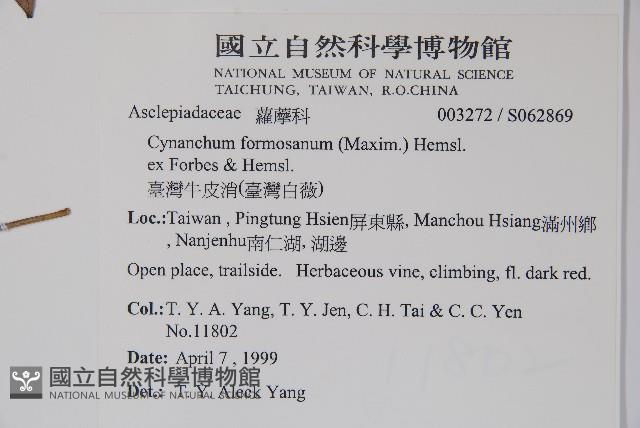 國立自然科學博物館
NATIONAL MUSEUM OF NATURAL SCIENCE
TAICHUNG, TAIWAN, R.O.CHINA
Asclepiadaceae 蘿藦科 003272 / S062869
Cynanchum formosanum (Maxim.) Hemsl.
ex Forbes & Hemsl.
臺灣牛皮消(臺灣白薇)
Loc.:Taiwan , Pingtung Hsien屏東縣, Manchou Hsiang滿州鄉
, Nanjenhu南仁湖, 湖邊
Open place, trailside. Herbaceous vine, climbing, fl. dark red.
Col.:T. Y. A. Yang, T. Y. Jen, C. H. Tai & C. C. Yen
No.11802
Date: April 7 , 1999
Det.: T. Y. Aleck Yang
國立自然科學博物館
NATIONAL MUSEUM OF NATURAL SCIENCE